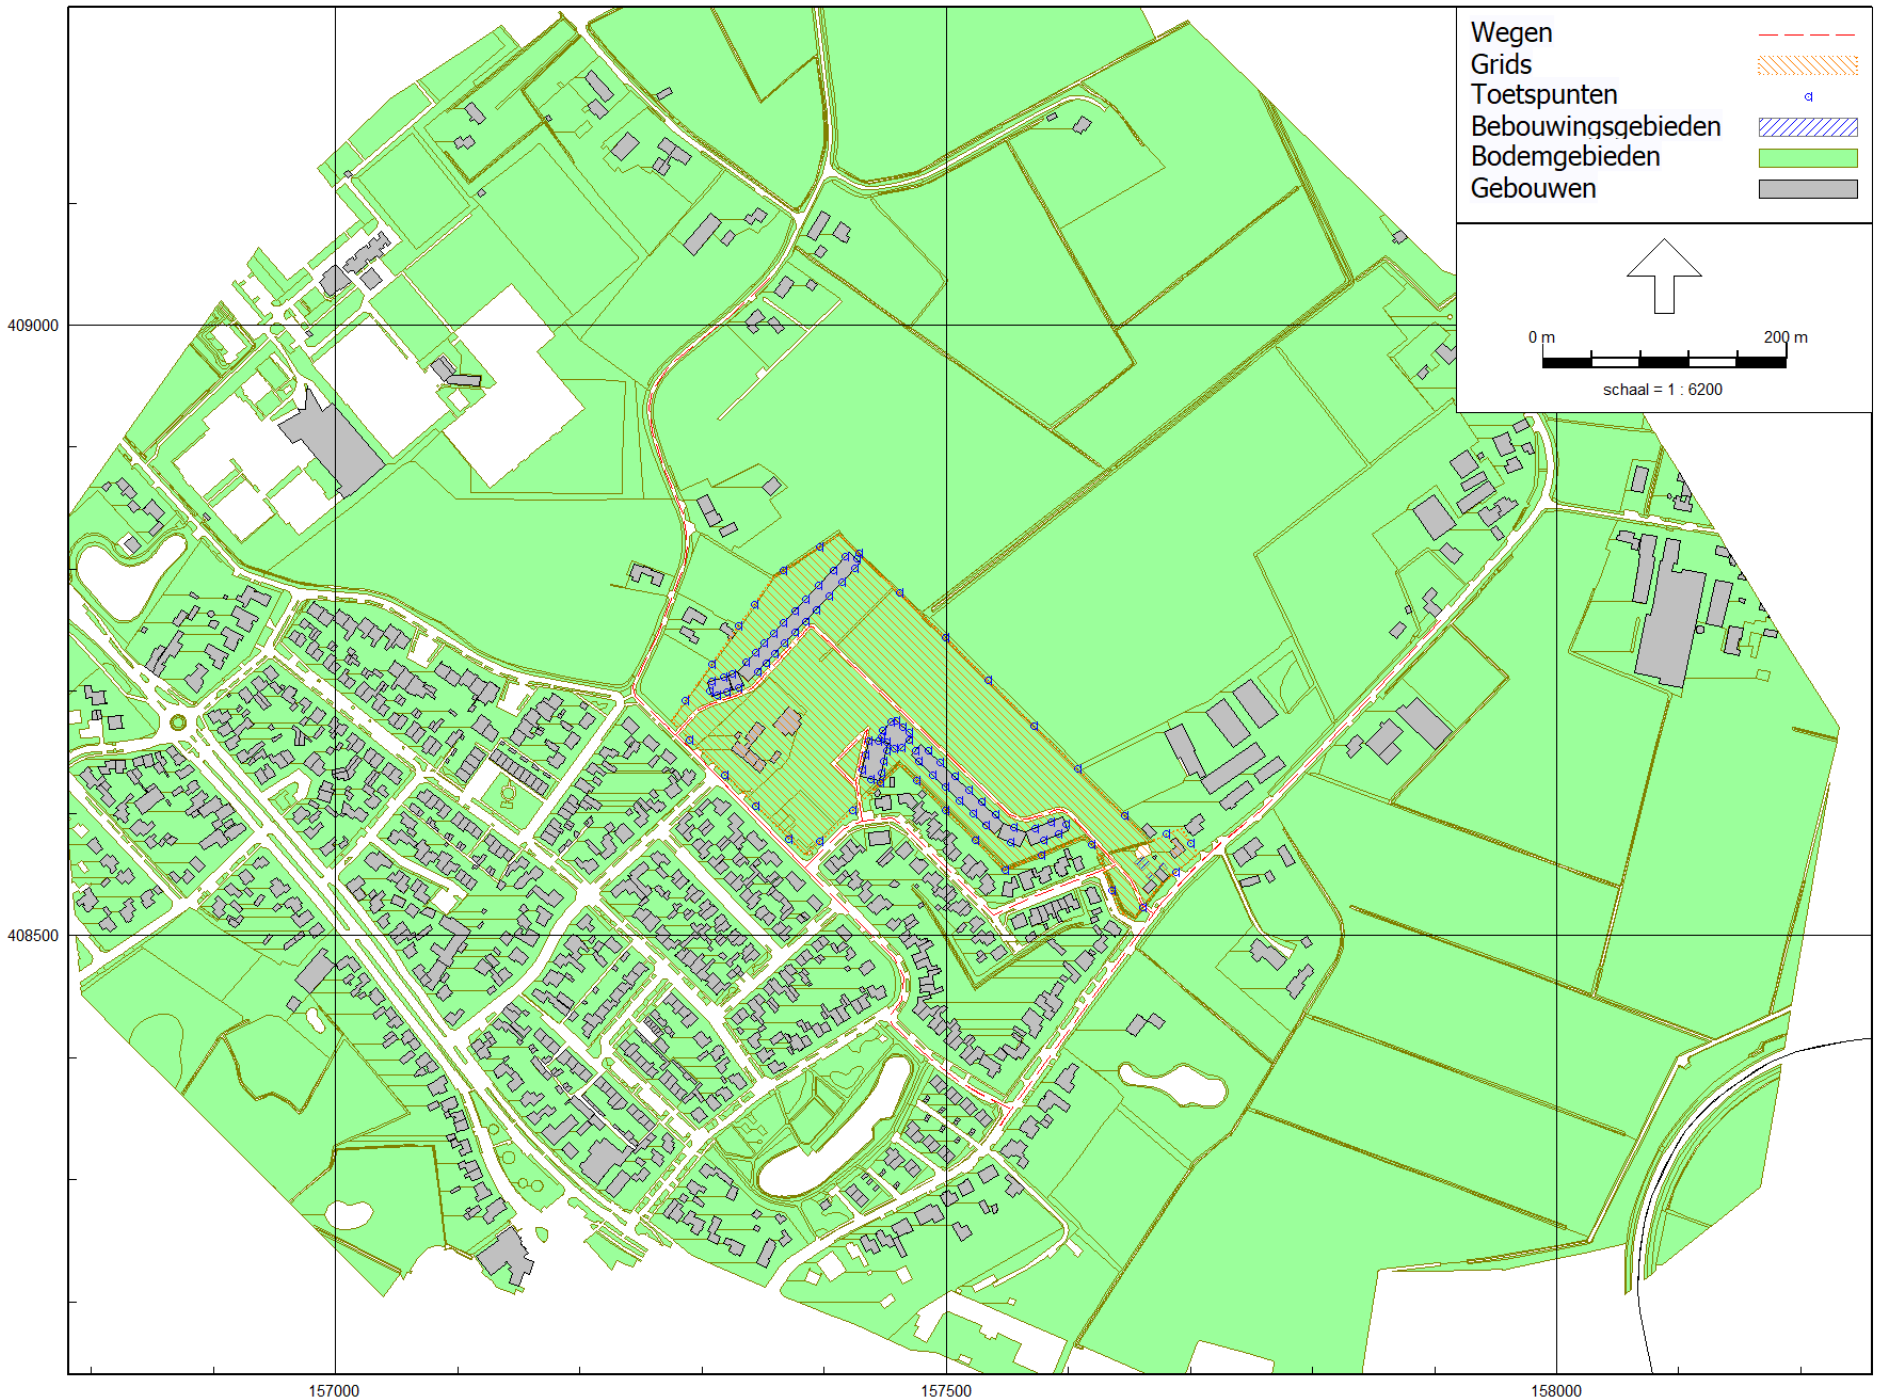 Wegen
Grids
Toetspunten
Bebouwingsgebieden
Bodemgebieden
Gebouwen
0 m 200 m
schaal = 1 : 6200
409000
408500
157000 157500 158000